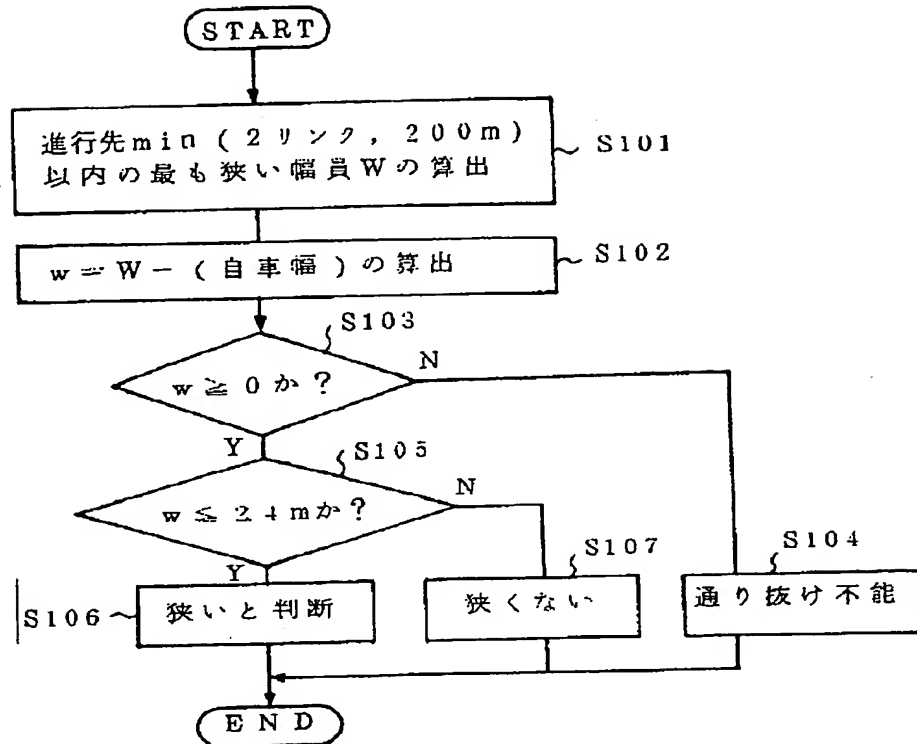 START
進行先min(2リンク,200m)
以内の最も狭い幅員Wの算出
S101
w=W-(自車幅)の算出
S102
S103
w≧0か?
N
Y
S105
w≦24mか?
N
Y
S107
S104
S106
狭いと判断
狭くない
通り抜け不能
END